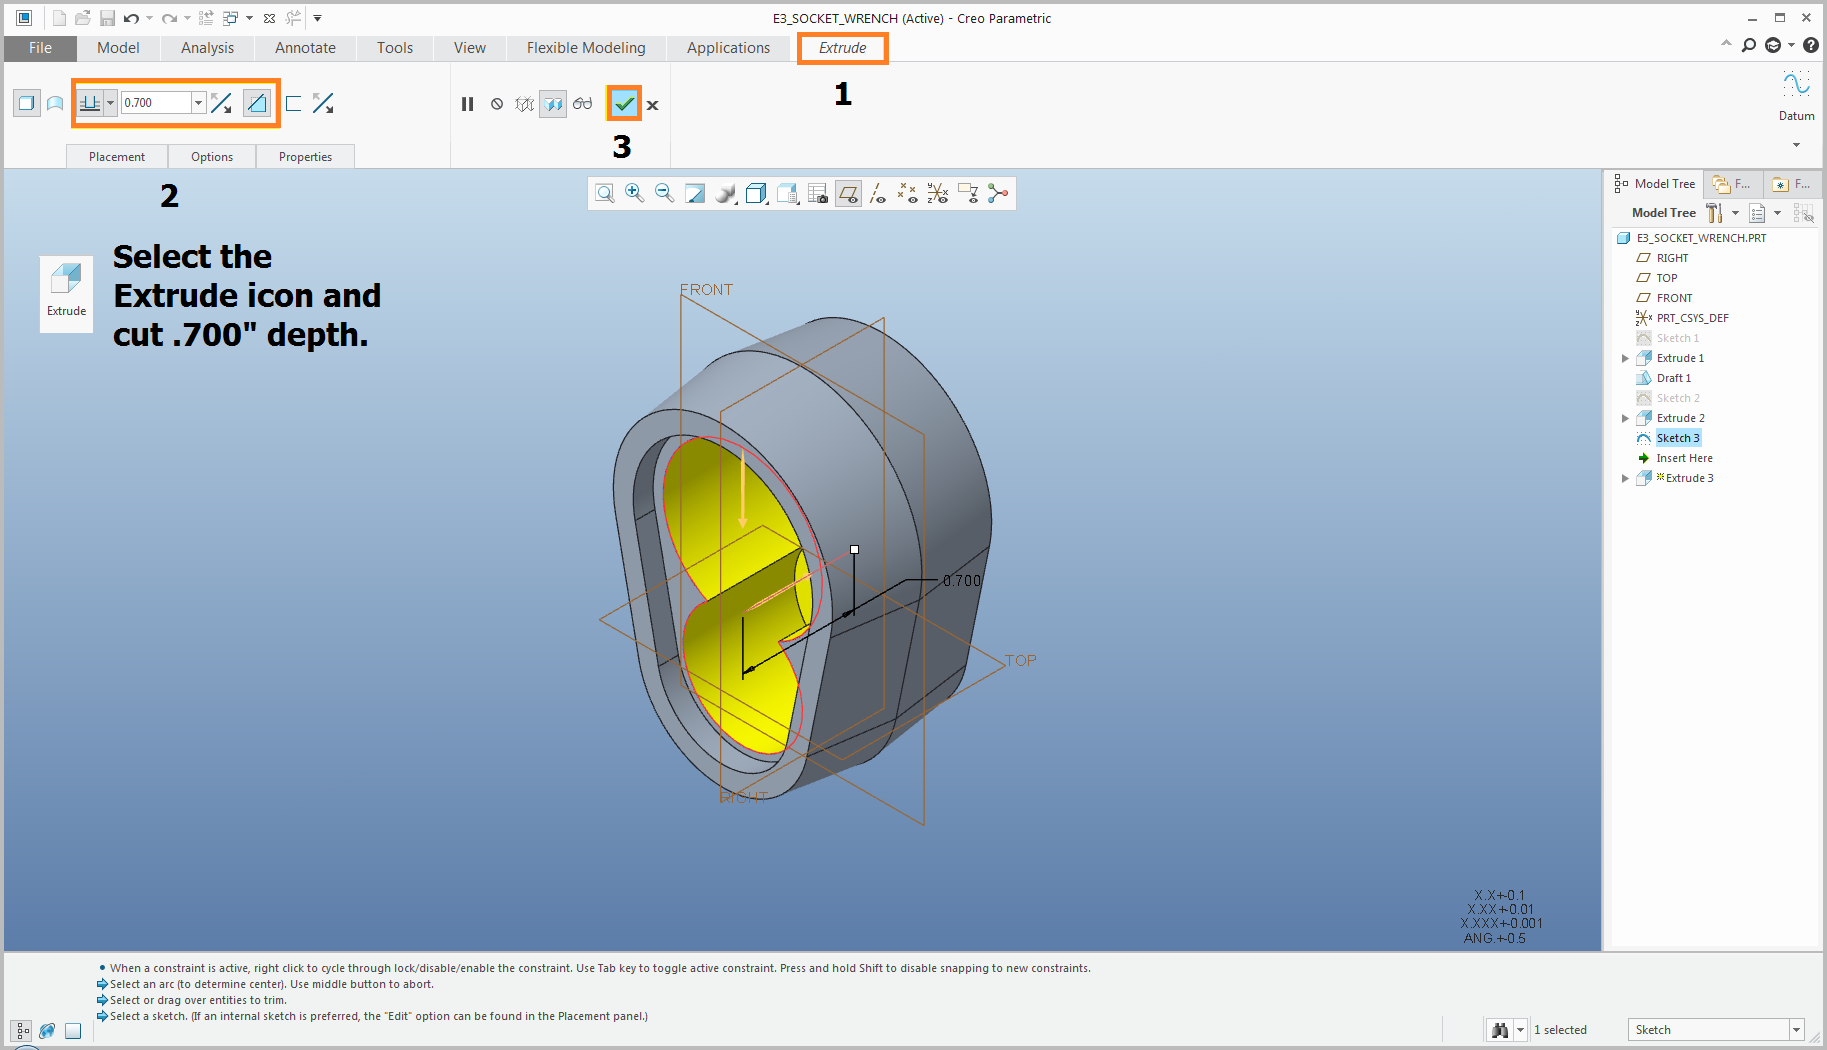 E3_SOCKET_WRENCH (Active) - Creo Parametric
File
Model
Analysis
Annotate
Tools
View
Flexible Modeling
Applications
Extrude
1
0.700
3
Datum
Placement
Options
Properties
2
Select the
Extrude icon and
cut .700" depth.
Extrude
FRONT
0.700
TOP
RIGHT
Model Tree
F...
F...
Model Tree
E3_SOCKET_WRENCH.PRT
RIGHT
TOP
FRONT
PRT_CSYS_DEF
Sketch 1
Extrude 1
Draft 1
Sketch 2
Extrude 2
Sketch 3
Insert Here
Extrude 3
X.X+-0.1
X.XX+-0.01
X.XXX+-0.001
ANG.+-0.5
When a constraint is active, right click to cycle through lock/disable/enable the constraint. Use Tab key to toggle active constraint. Press and hold Shift to disable snapping to new constraints.
Select an arc (to determine center). Use middle button to abort.
Select or drag over entities to trim.
Select a sketch. (If an internal sketch is preferred, the "Edit" option can be found in the Placement panel.)
1 selected
Sketch